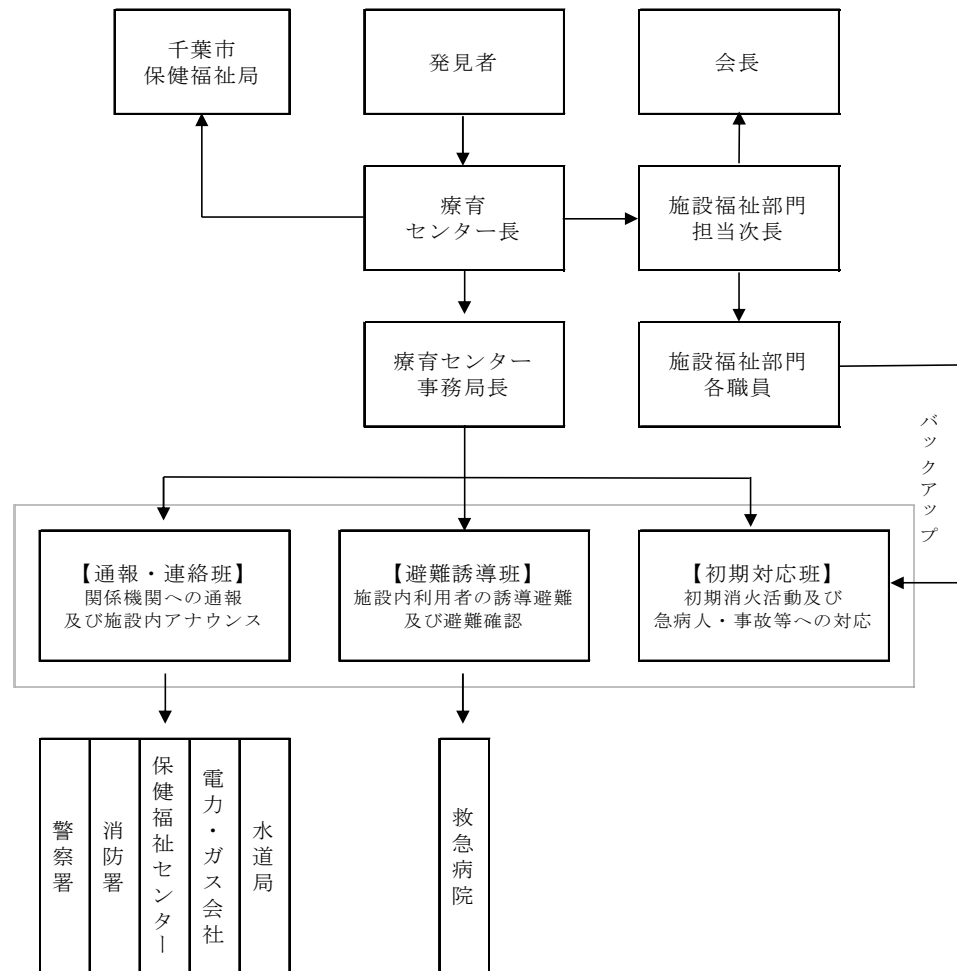 千葉市
保健福祉局
発見者
会長
療育
センター長
施設福祉部門
担当次長
療育センター
事務局長
施設福祉部門
各職員
バックアップ
【通報・連絡班】
関係機関への通報
及び施設内アナウンス
【避難誘導班】
施設内利用者の誘導避難
及び避難確認
【初期対応班】
初期消火活動及び
急病人・事故等への対応
警察署
消防署
保健福祉センター
電力・ガス会社
水道局
救急病院